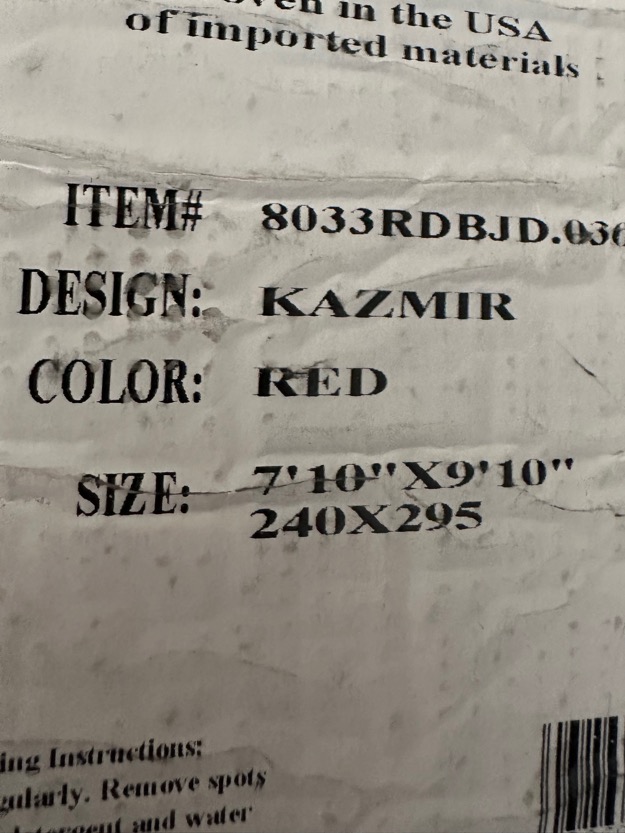 in the USA
of imported materials
ITEM# 8033RDBJD.036
DESIGN: KAZMIR
COLOR: RED
SIZE: 7'10"X9'10"
240X295
Instructions:
Remove spots
and water